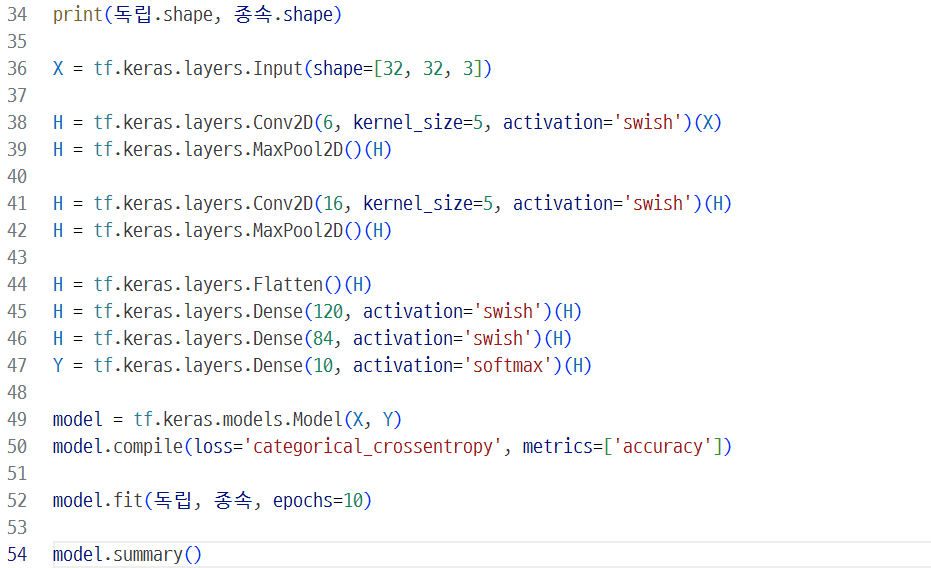 34 print(독립.shape, 종속.shape)
35
36 X = tf.keras.layers.Input(shape=[32, 32, 3])
37
38 H = tf.keras.layers.Conv2D(6, kernel_size=5, activation='swish')(X)
39 H = tf.keras.layers.MaxPool2D()(H)
40
41 H = tf.keras.layers.Conv2D(16, kernel_size=5, activation='swish')(H)
42 H = tf.keras.layers.MaxPool2D()(H)
43
44 H = tf.keras.layers.Flatten()(H)
45 H = tf.keras.layers.Dense(120, activation='swish')(H)
46 H = tf.keras.layers.Dense(84, activation='swish')(H)
47 Y = tf.keras.layers.Dense(10, activation='softmax')(H)
48
49 model = tf.keras.models.Model(X, Y)
50 model.compile(loss='categorical_crossentropy', metrics=['accuracy'])
51
52 model.fit(독립, 종속, epochs=10)
53
54 model.summary()